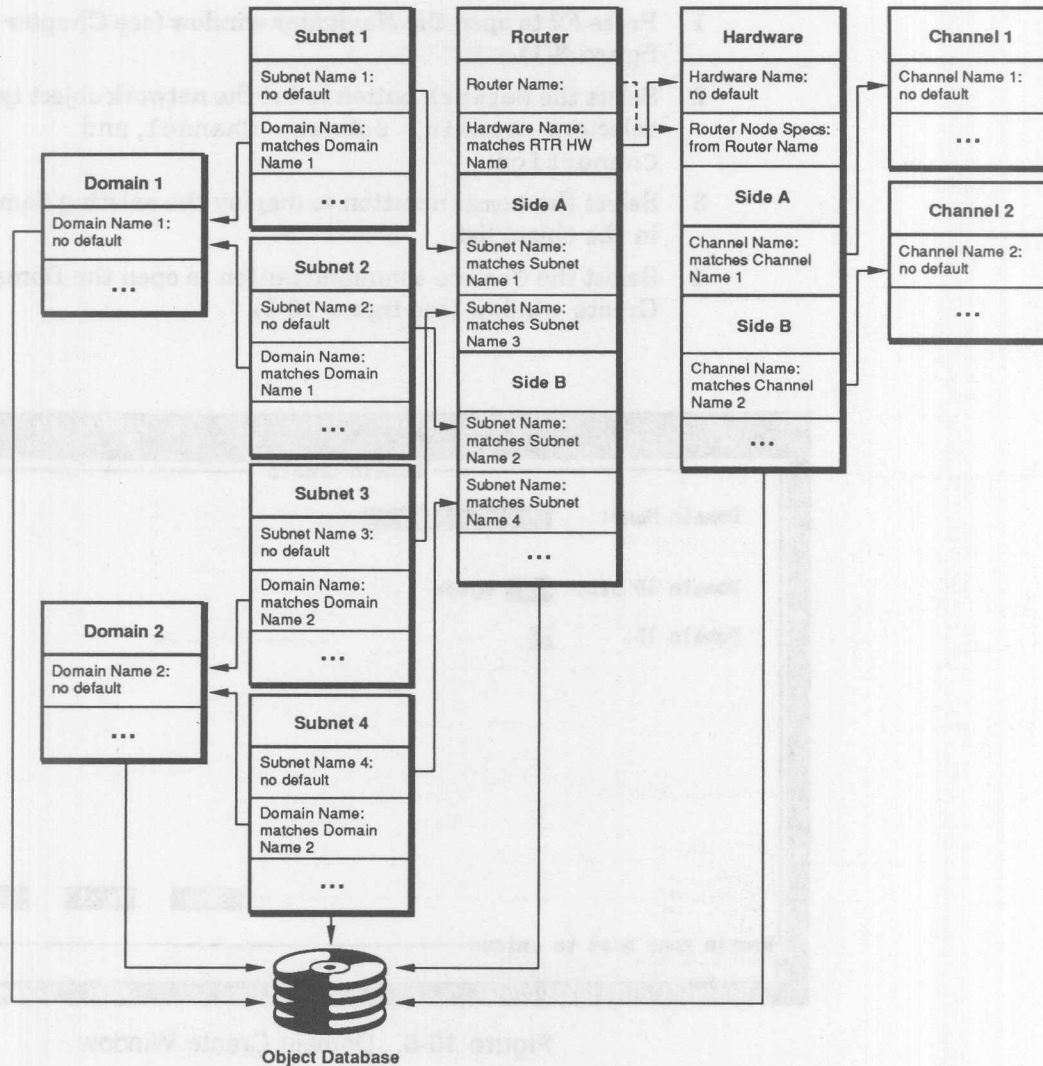 Subnet 1
Subnet Name 1:
no default
Domain Name:
matches Domain
Name 1
...
Domain 1
Domain Name 1:
no default
...
Subnet 2
Subnet Name 2:
no default
Domain Name:
matches Domain
Name 1
...
Subnet 3
Subnet Name 3:
no default
Domain Name:
matches Domain
Name 2
...
Domain 2
Domain Name 2:
no default
...
Subnet 4
Subnet Name 4:
no default
Domain Name:
matches Domain
Name 2
...
Router
Router Name:
Hardware Name:
matches RTR HW
Name
Side A
Subnet Name:
matches Subnet
Name 1
Subnet Name:
matches Subnet
Name 3
Side B
Subnet Name:
matches Subnet
Name 2
Subnet Name:
matches Subnet
Name 4
...
Hardware
Hardware Name:
no default
Router Node Specs:
from Router Name
Side A
Channel Name:
matches Channel
Name 1
Side B
Channel Name:
matches Channel
Name 2
...
Channel 1
Channel Name 1:
no default
...
Channel 2
Channel Name 2:
no default
...
Object Database